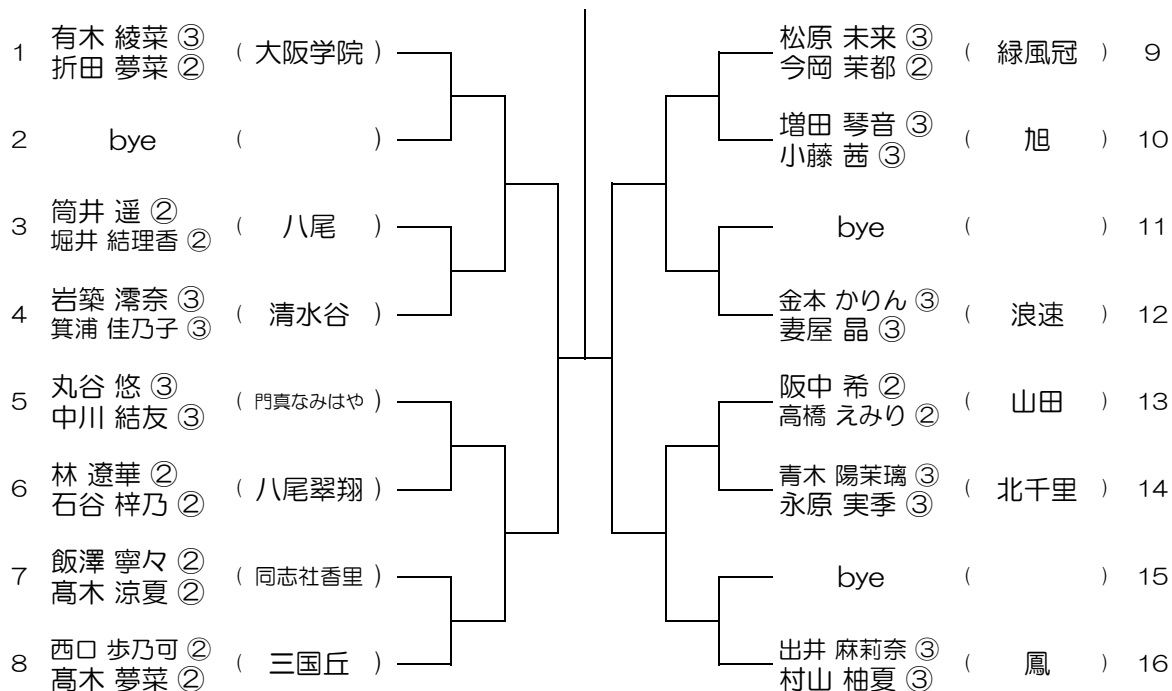 1 有木 綾菜 ③ ( 大阪学院 )
折田 夢菜 ②
2 bye ( )
3 筒井 遥 ② ( 八尾 )
堀井 結理香 ②
4 岩築 澪奈 ③ ( 清水谷 )
箕浦 佳乃子 ③
5 丸谷 悠 ③ ( 門真なみはや )
中川 結友 ③
6 林 遼華 ② ( 八尾翠翔 )
石谷 梓乃 ②
7 飯澤 寧々 ② ( 同志社香里 )
髙木 涼夏 ②
8 西口 歩乃可 ② ( 三国丘 )
髙木 夢菜 ②
松原 未来 ③ ( 緑風冠 ) 9
今岡 茉都 ②
増田 琴音 ③ ( 旭 ) 10
小藤 茜 ③
bye ( ) 11
金本 かりん ③ ( 浪速 ) 12
妻屋 晶 ③
阪中 希 ② ( 山田 ) 13
高橋 えみり ②
青木 陽茉璃 ③ ( 北千里 ) 14
永原 実季 ③
bye ( ) 15
出井 麻莉奈 ③ ( 鳳 ) 16
村山 柚夏 ③